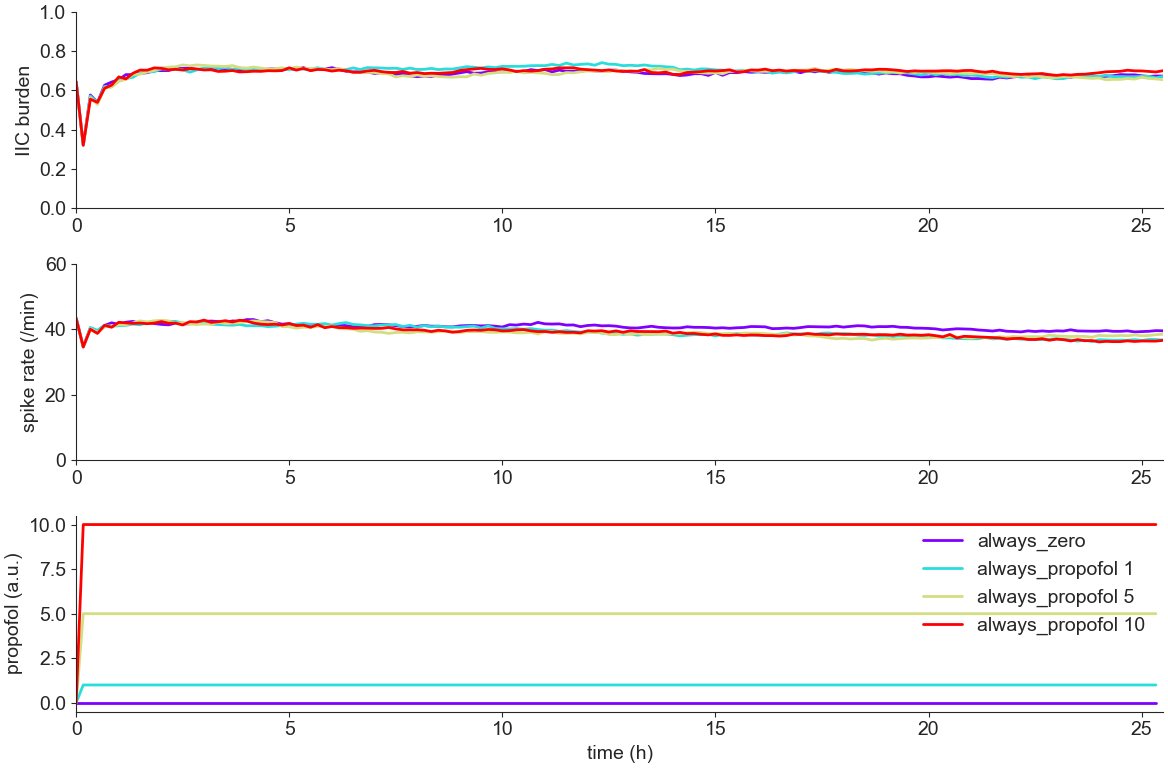 IIC burden
1.0
0.8
0.6
0.4
0.2
0.0
0 5 10 15 20 25
spike rate (/min)
60
40
20
0
0 5 10 15 20 25
propofol (a.u.)
10.0
7.5
5.0
2.5
0.0
always_zero
always_propofol 1
always_propofol 5
always_propofol 10
0 5 10 15 20 25
time (h)